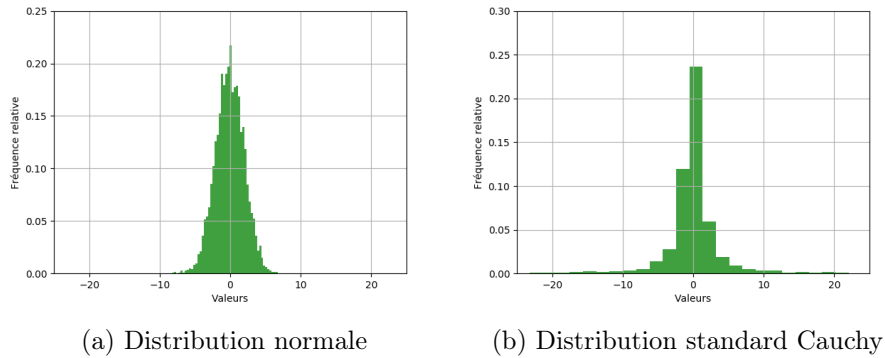 0.25
0.20
0.15
0.10
0.05
0.00
Fréquence relative
−20 −10 0 10 20
Valeurs
(a) Distribution normale
0.30
0.25
0.20
0.15
0.10
0.05
0.00
Fréquence relative
−20 −10 0 10 20
Valeurs
(b) Distribution standard Cauchy